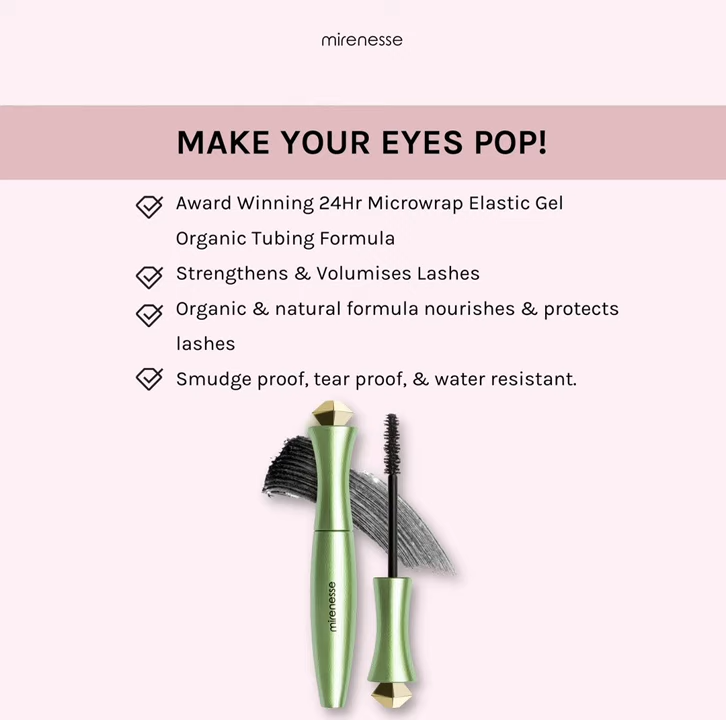 mirenesse
MAKE YOUR EYES POP!
Award Winning 24Hr Microwrap Elastic Gel
Organic Tubing Formula
Strengthens & Volumises Lashes
Organic & natural formula nourishes & protects
lashes
Smudge proof, tear proof, & water resistant.
mirenesse